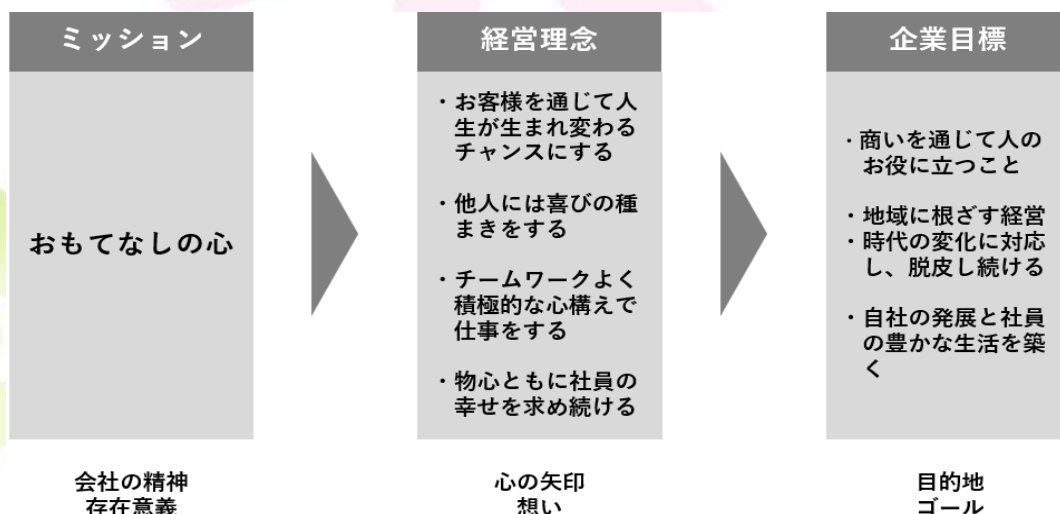 ミッション
おもてなしの心
会社の精神
存在意義
経営理念
・お客様を通じて人
生が生まれ変わる
チャンスにする
・他人には喜びの種
まきをする
・チームワークよく
積極的な心構えで
仕事をする
・物心ともに社員の
幸せを求め続ける
心の矢印
想い
企業目標
・商いを通じて人の
お役に立つこと
・地域に根ざす経営
・時代の変化に対応
し、脱皮し続ける
・自社の発展と社員
の豊かな生活を築
く
目的地
ゴール